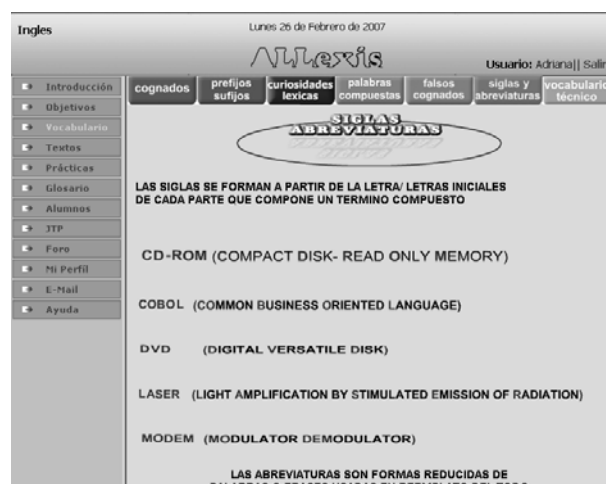 Ingles
Lunes 26 de Febrero de 2007
ALLexis
Usuario: Adriana|| Salir
Introducción
Objetivos
Vocabulario
Textos
Prácticas
Glosario
Alumnos
JTP
Foro
Mi Perfil
E-Mail
Ayuda
cognados
prefijos
sufijos
curiosidades
lexicas
palabras
compuestas
falsos
cognados
siglas y
abreviaturas
vocabulario
técnico
SIGLAS
ABREVIATURAS
LAS SIGLAS SE FORMAN A PARTIR DE LA LETRA/ LETRAS INICIALES
DE CADA PARTE QUE COMPONE UN TERMINO COMPUESTO
CD-ROM (COMPACT DISK- READ ONLY MEMORY)
COBOL (COMMON BUSINESS ORIENTED LANGUAGE)
DVD (DIGITAL VERSATILE DISK)
LASER (LIGHT AMPLIFICATION BY STIMULATED EMISSION OF RADIATION)
MODEM (MODULATOR DEMODULATOR)
LAS ABREVIATURAS SON FORMAS REDUCIDAS DE